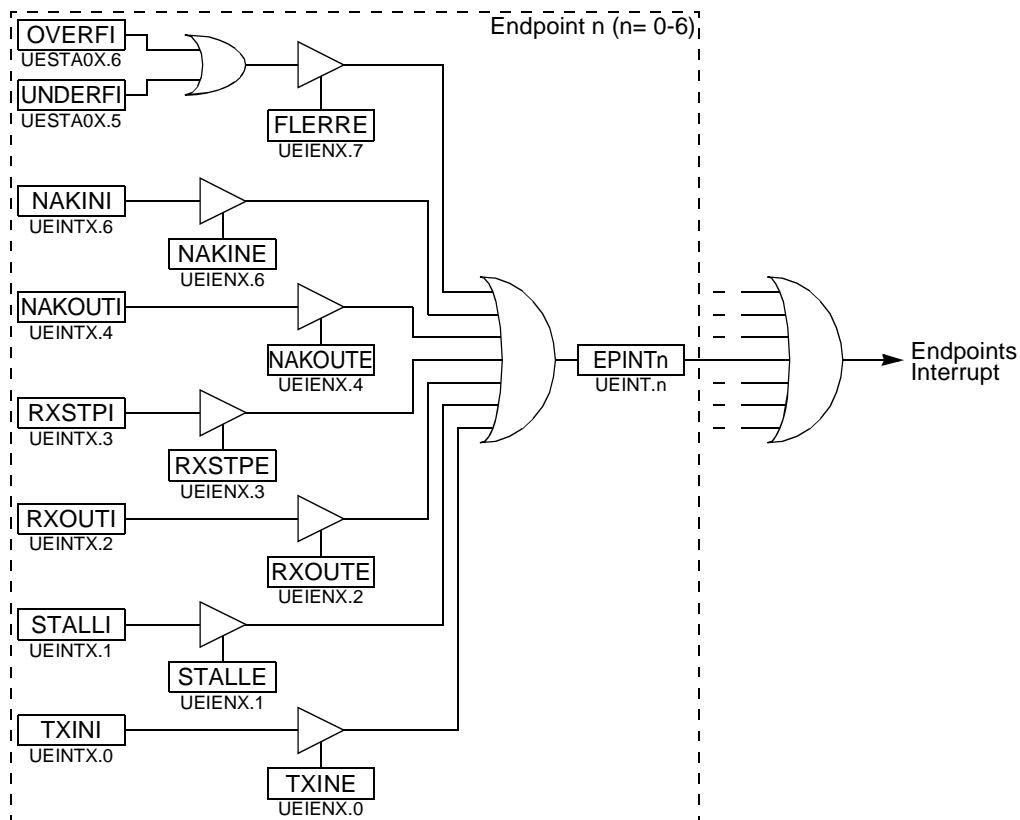 Endpoint n (n= 0-6)
OVERFI
UESTA0X.6
UNDERFI
UESTA0X.5
FLERRE
UEIENX.7
NAKINI
UEINTX.6
NAKINE
UEIENX.6
NAKOUTI
UEINTX.4
NAKOUTE
UEIENX.4
EPINTn
UEINT.n
Endpoints
Interrupt
RXSTPI
UEINTX.3
RXSTPE
UEIENX.3
RXOUTI
UEINTX.2
RXOUTE
UEIENX.2
STALLI
UEINTX.1
STALLE
UEIENX.1
TXINI
UEINTX.0
TXINE
UEIENX.0